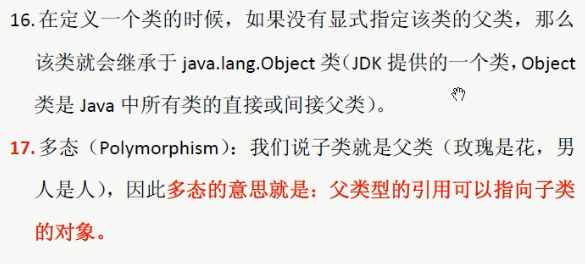 16. 在定义一个类的时候，如果没有显式指定该类的父类，那么
该类就会继承于 java.lang.Object 类（JDK 提供的一个类，Object
类是 Java 中所有类的直接或间接父类）。
17. 多态（Polymorphism）：我们说子类就是父类（玫瑰是花，男
人是人），因此多态的意思就是：父类型的引用可以指向子类
的对象。